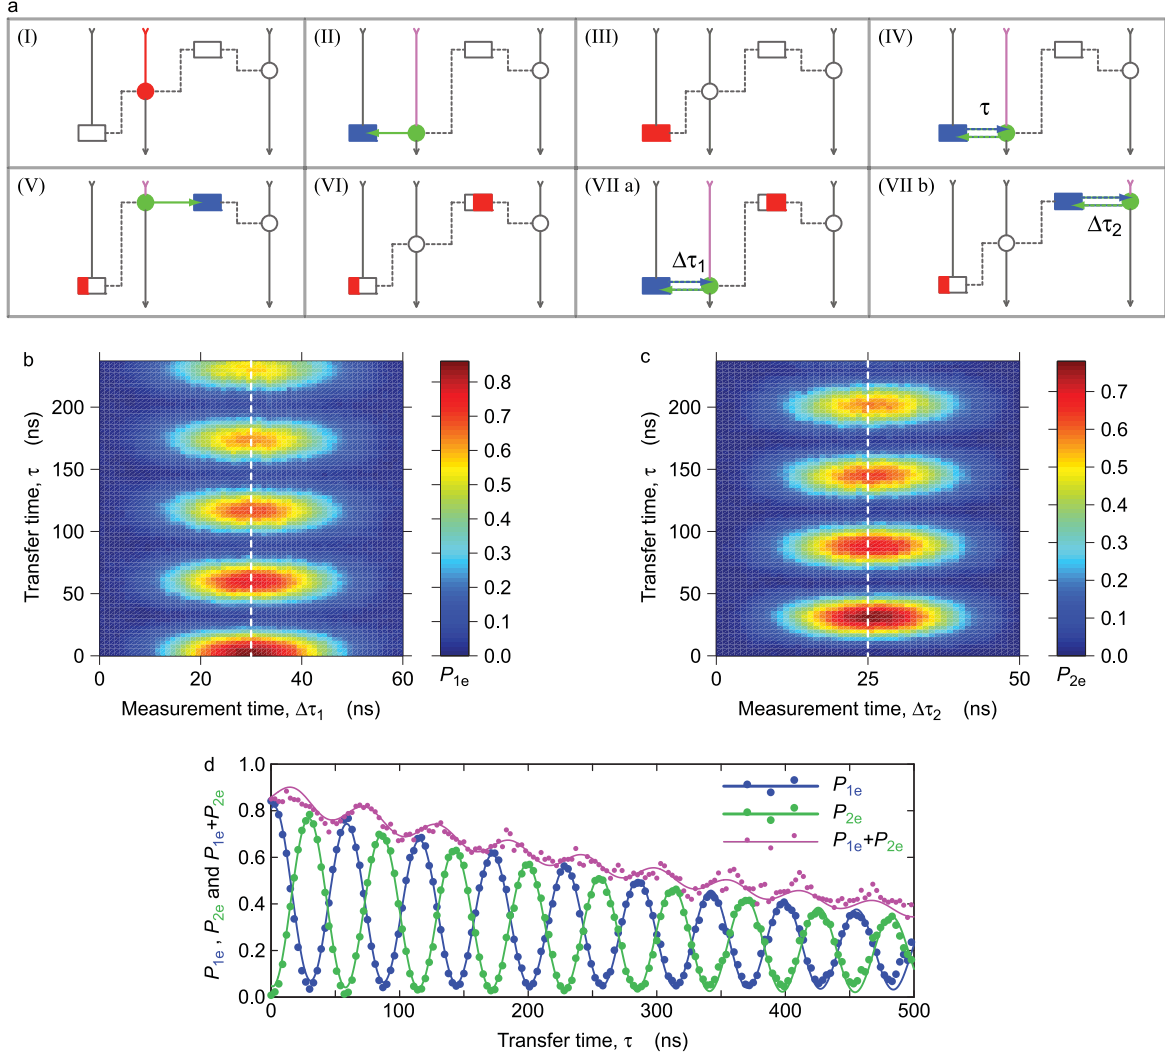 a
(I)
(II)
(III)
(IV)
τ
(V)
(VI)
(VII a)
Δτ1
(VII b)
Δτ2
b
Transfer time, τ (ns)
200
150
100
50
0
0 20 40 60
Measurement time, Δτ1 (ns)
0.8
0.7
0.6
0.5
0.4
0.3
0.2
0.1
0.0
P1e
c
Transfer time, τ (ns)
200
150
100
50
0
0 25 50
Measurement time, Δτ2 (ns)
0.7
0.6
0.5
0.4
0.3
0.2
0.1
0.0
P2e
d
P1e, P2e and P1e+P2e
1.0
0.8
0.6
0.4
0.2
0.0
P1e
P2e
P1e+P2e
0 100 200 300 400 500
Transfer time, τ (ns)